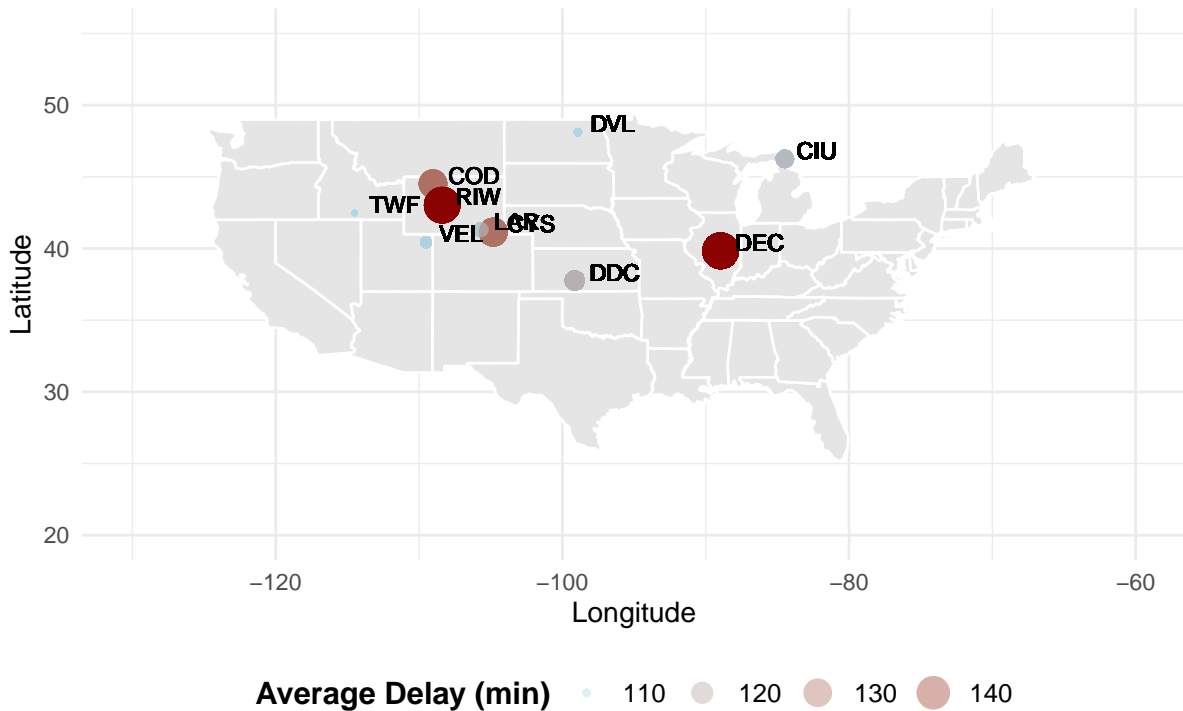 50
40
30
20
Latitude
DVL
CIU
COD
RIW
TWF
LAR
CYS
VEL
DEC
DDC
−120
−100
−80
−60
Longitude
Average Delay (min) 110 120 130 140